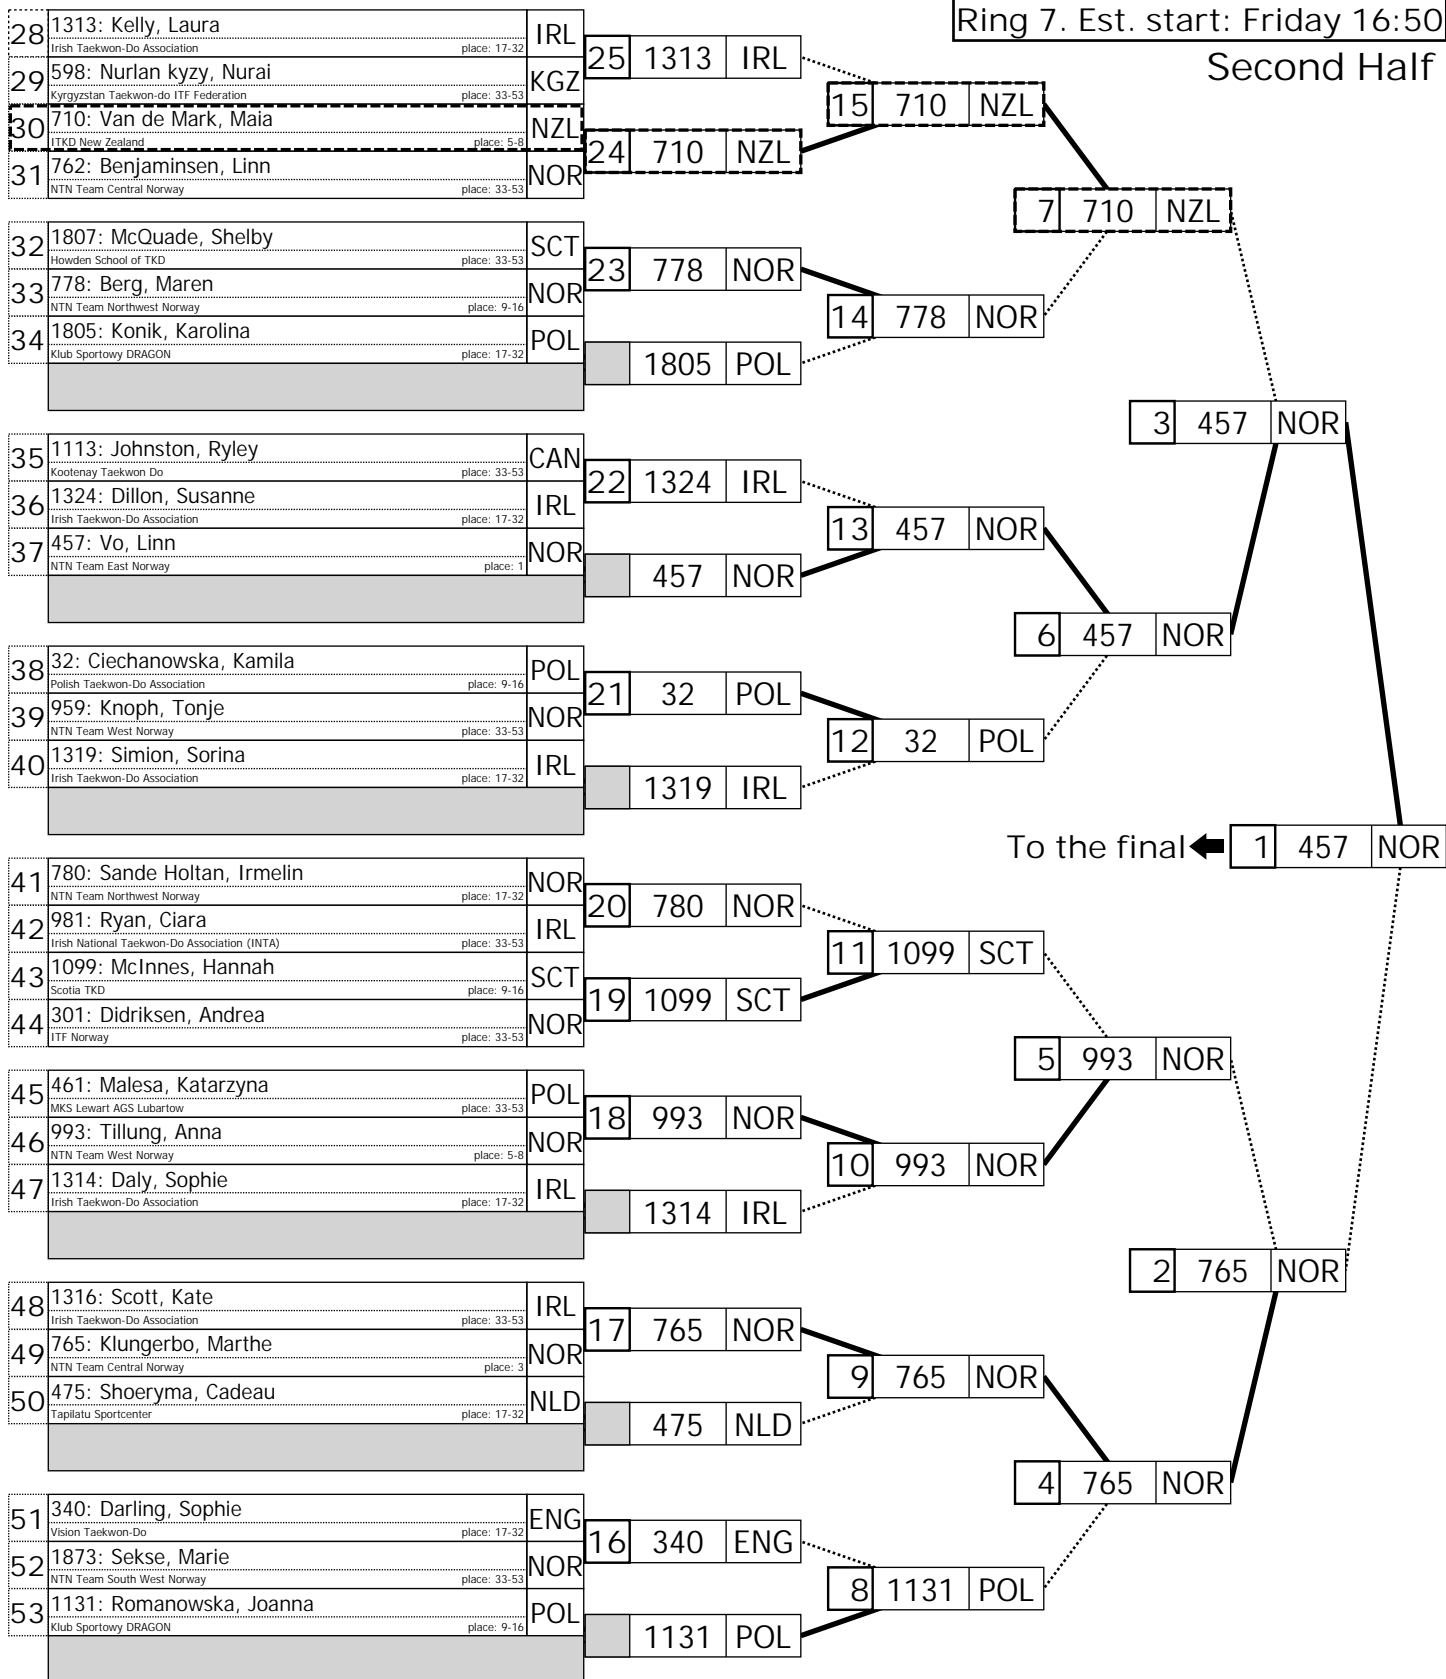 Ring 7. Est. start: Friday 16:50
Second Half
28 1313: Kelly, Laura IRL
Irish Taekwon-Do Association place: 17-32
29 598: Nurlan kyzy, Nurai KGZ
Kyrgyzstan Taekwon-do ITF Federation place: 33-53
30 710: Van de Mark, Maia NZL
ITKD New Zealand place: 5-8
31 762: Benjaminsen, Linn NOR
NTN Team Central Norway place: 33-53
32 1807: McQuade, Shelby SCT
Howden School of TKD place: 33-53
33 778: Berg, Maren NOR
NTN Team Northwest Norway place: 9-16
34 1805: Konik, Karolina POL
Klub Sportowy DRAGON place: 17-32
35 1113: Johnston, Ryley CAN
Kootenay Taekwon Do place: 33-53
36 1324: Dillon, Susanne IRL
Irish Taekwon-Do Association place: 17-32
37 457: Vo, Linn NOR
NTN Team East Norway place: 1
38 32: Ciechanowska, Kamila POL
Polish Taekwon-Do Association place: 9-16
39 959: Knoph, Tonje NOR
NTN Team West Norway place: 33-53
40 1319: Simion, Sorina IRL
Irish Taekwon-Do Association place: 17-32
41 780: Sande Holtan, Irmelin NOR
NTN Team Northwest Norway place: 17-32
42 981: Ryan, Ciara IRL
Irish National Taekwon-Do Association (INTA) place: 33-53
43 1099: McInnes, Hannah SCT
Scotia TKD place: 9-16
44 301: Didriksen, Andrea NOR
ITF Norway place: 33-53
45 461: Malesa, Katarzyna POL
MKS Lewart AGS Lubartow place: 33-53
46 993: Tillung, Anna NOR
NTN Team West Norway place: 5-8
47 1314: Daly, Sophie IRL
Irish Taekwon-Do Association place: 17-32
48 1316: Scott, Kate IRL
Irish Taekwon-Do Association place: 33-53
49 765: Klungerbo, Marthe NOR
NTN Team Central Norway place: 3
50 475: Shoeryma, Cadeau NLD
Tapilatu Sportcenter place: 17-32
51 340: Darling, Sophie ENG
Vision Taekwon-Do place: 17-32
52 1873: Sekse, Marie NOR
NTN Team South West Norway place: 33-53
53 1131: Romanowska, Joanna POL
Klub Sportowy DRAGON place: 9-16
25 1313 IRL
24 710 NZL
23 778 NOR
1805 POL
22 1324 IRL
457 NOR
21 32 POL
1319 IRL
20 780 NOR
19 1099 SCT
18 993 NOR
1314 IRL
17 765 NOR
475 NLD
16 340 ENG
1131 POL
15 710 NZL
14 778 NOR
13 457 NOR
12 32 POL
11 1099 SCT
10 993 NOR
9 765 NOR
8 1131 POL
7 710 NZL
6 457 NOR
5 993 NOR
4 765 NOR
3 457 NOR
2 765 NOR
To the final 1 457 NOR